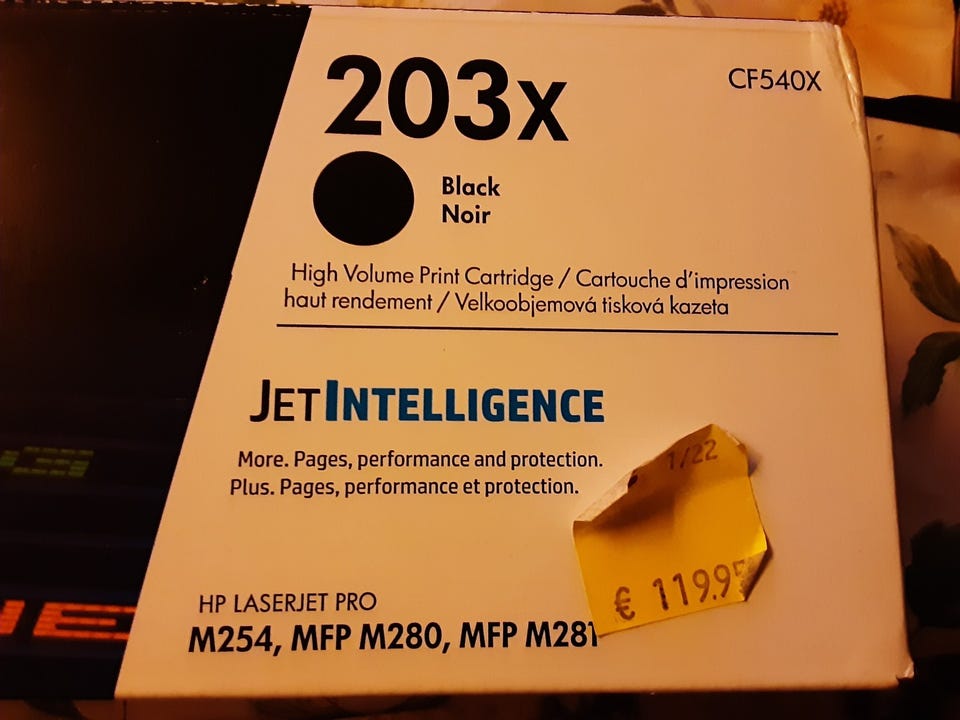 203X
CF540X
Black
Noir
High Volume Print Cartridge / Cartouche d'impression
haut rendement / Velkoobjemová tisková kazeta
JETINTELLIGENCE
More. Pages, performance and protection.
Plus. Pages, performance et protection.
1/22
€ 119.95
HP LASERJET PRO
M254, MFP M280, MFP M281